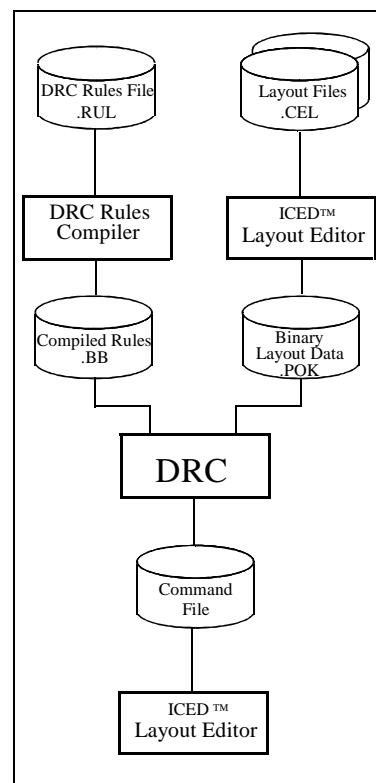 DRC Rules File
.RUL
Layout Files
.CEL
DRC Rules
Compiler
ICED™
Layout Editor
Compiled Rules
.BB
Binary
Layout Data
.POK
DRC
Command
File
ICED ™
Layout Editor